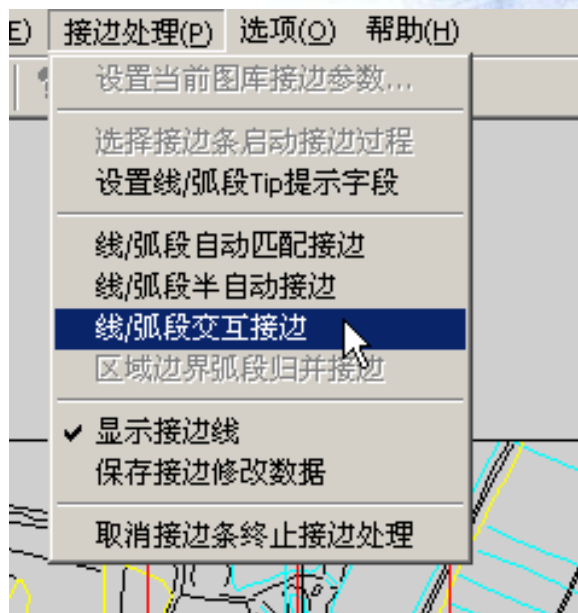 E) 接边处理(P) 选项(O) 帮助(H)
设置当前图库接边参数...
选择接边条启动接边过程
设置线/弧段Tip提示字段
线/弧段自动匹配接边
线/弧段半自动接边
线/弧段交互接边
区域边界弧段归并接边
显示接边线
保存接边修改数据
取消接边条终止接边处理